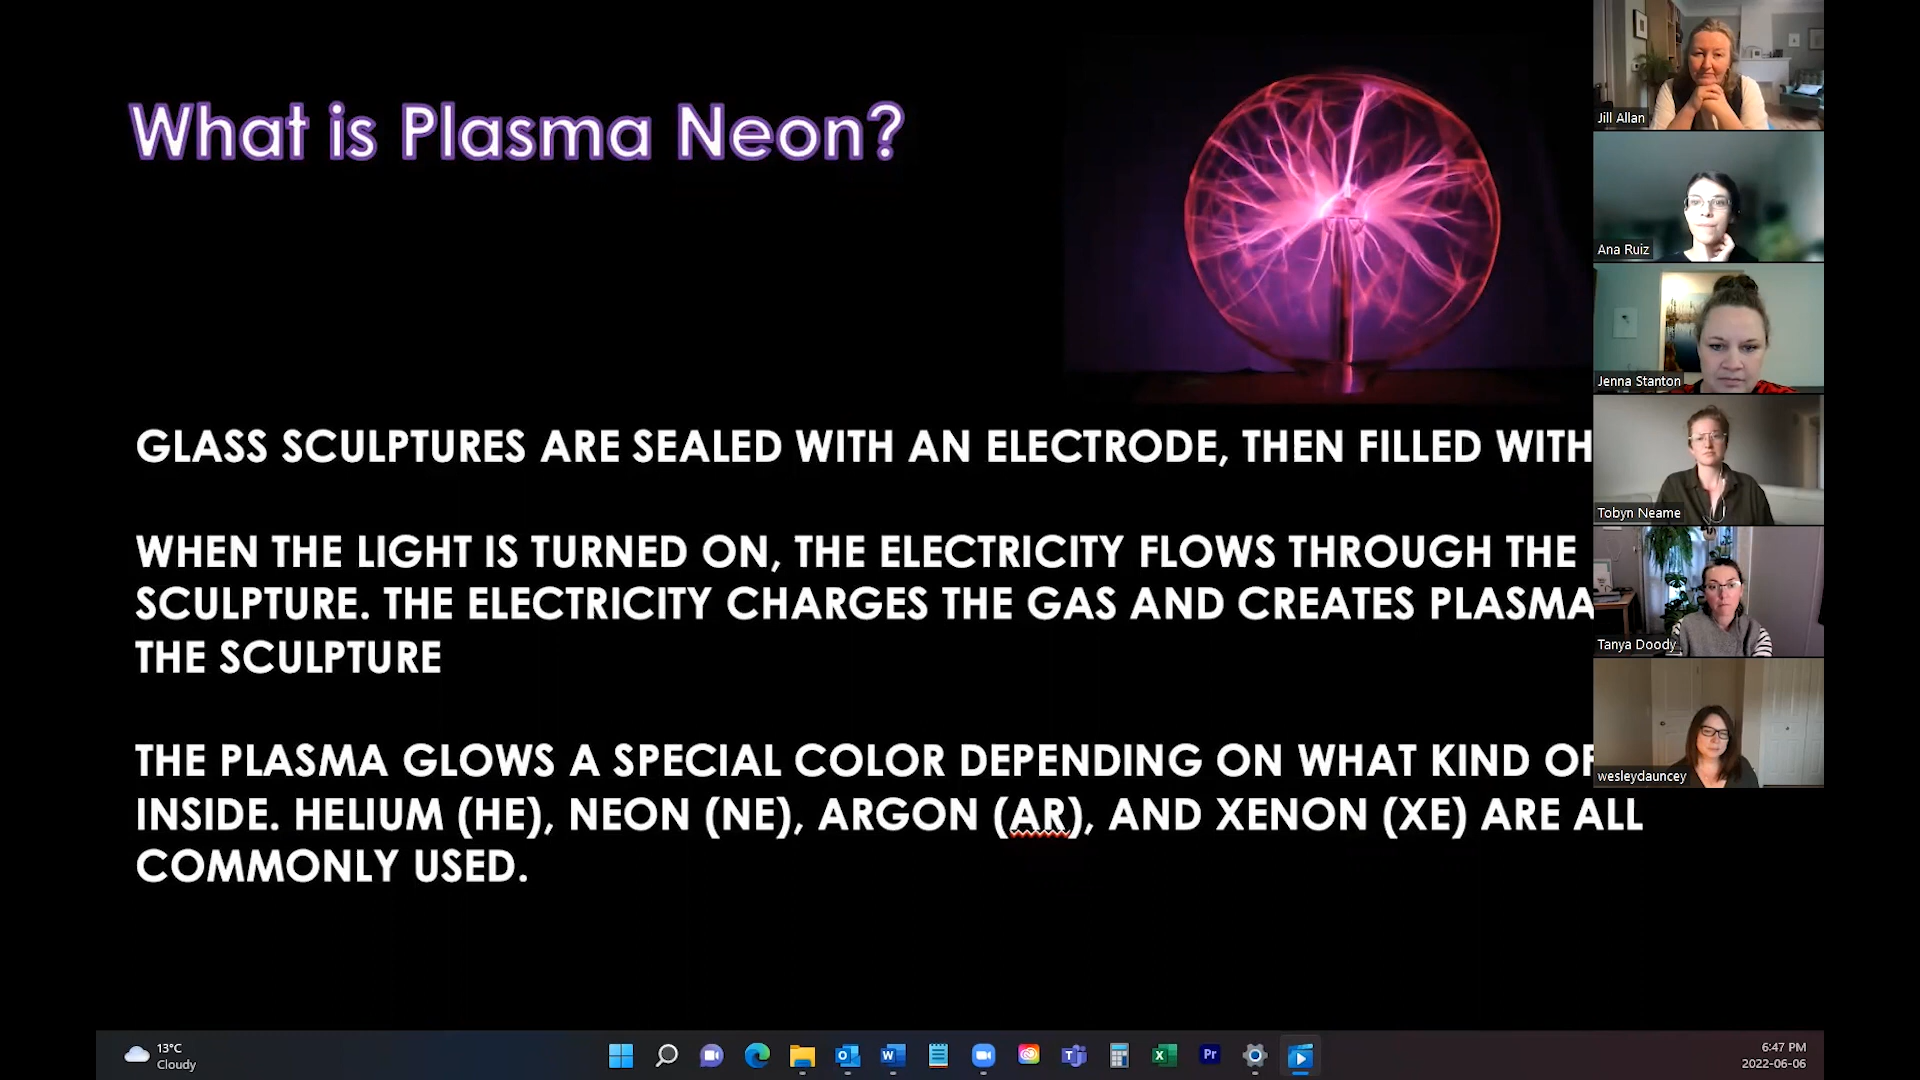 What is Plasma Neon?
GLASS SCULPTURES ARE SEALED WITH AN ELECTRODE, THEN FILLED WITH
WHEN THE LIGHT IS TURNED ON, THE ELECTRICITY FLOWS THROUGH THE
SCULPTURE. THE ELECTRICITY CHARGES THE GAS AND CREATES PLASMA
THE SCULPTURE
THE PLASMA GLOWS A SPECIAL COLOR DEPENDING ON WHAT KIND OF
INSIDE. HELIUM (HE), NEON (NE), ARGON (AR), AND XENON (XE) ARE ALL
COMMONLY USED.
Jill Allan
Ana Ruiz
Jenna Stanton
Tobyn Neame
Tanya Doody
wesleydauncey
13°C
Cloudy
Pr
6:47 PM
2022-06-06